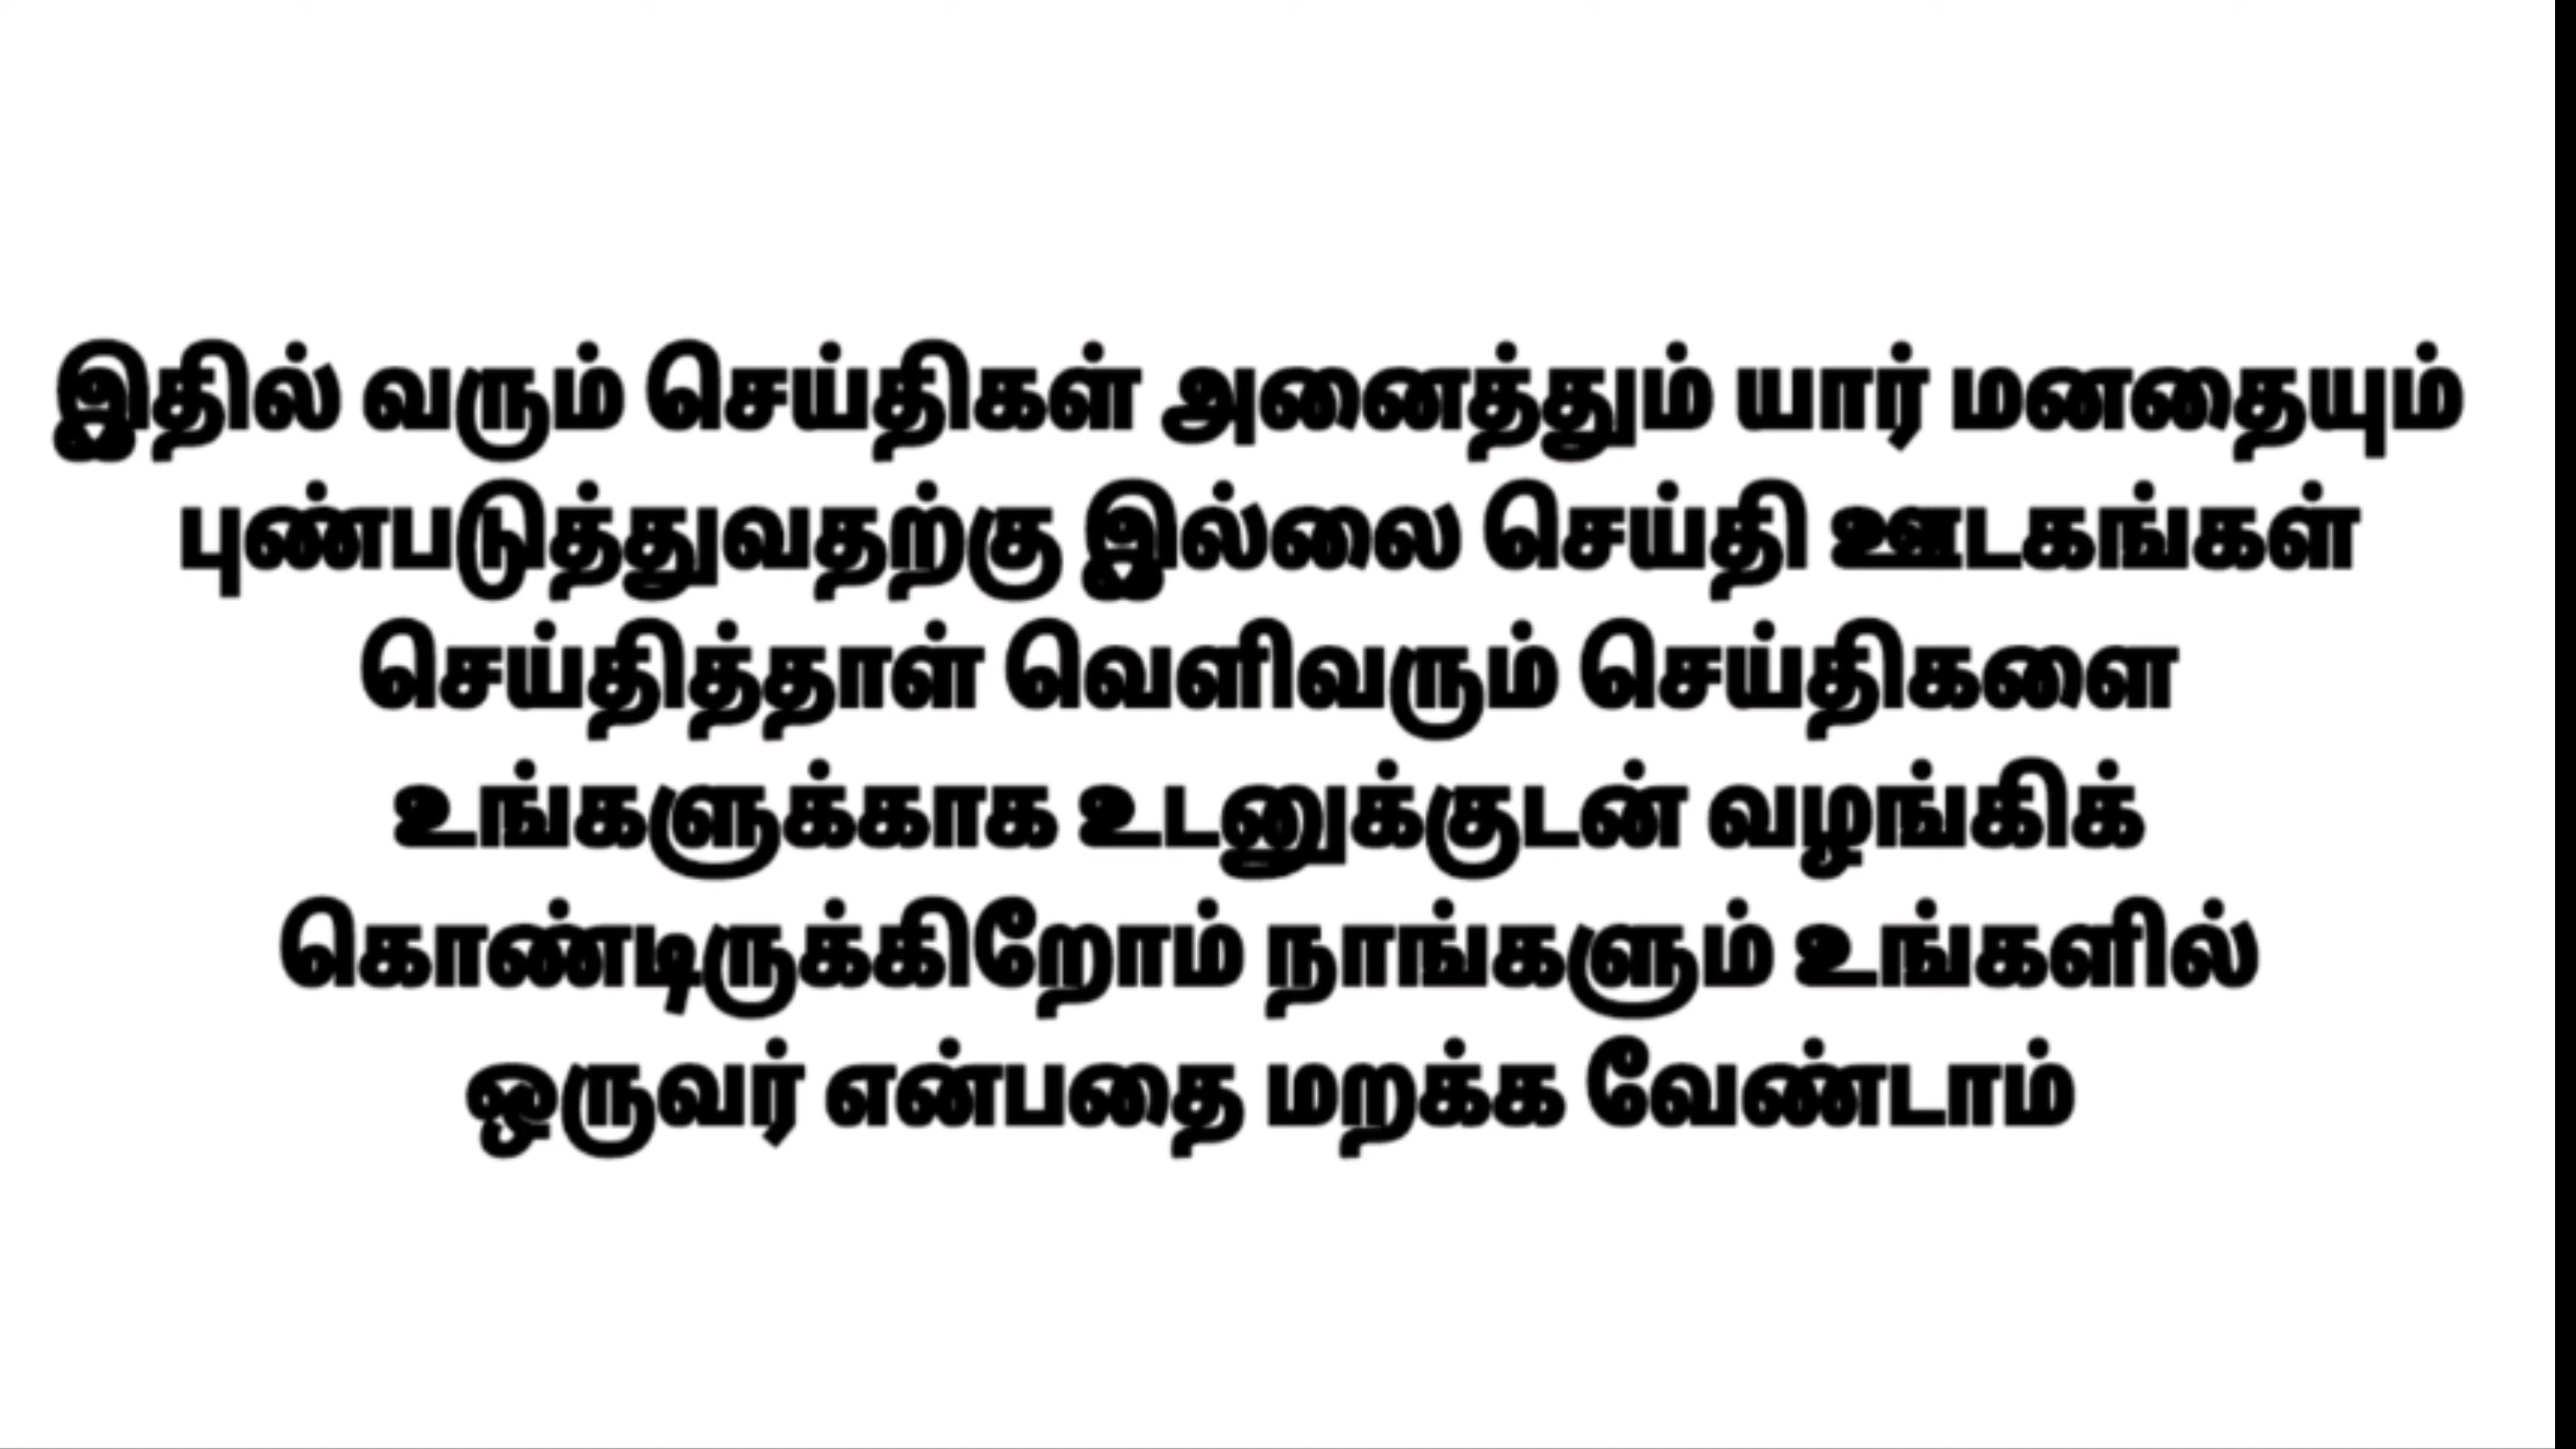 இதில் வரும் செய்திகள் அனைத்தும் யார் மனதையும்
புண்படுத்துவதற்கு இல்லை செய்தி ஊடகங்கள்
செய்தித்தாள் வெளிவரும் செய்திகளை
உங்களுக்காக உடனுக்குடன் வழங்கிக்
கொண்டிருக்கிறோம் நாங்களும் உங்களில்
ஒருவர் என்பதை மறக்க வேண்டாம்